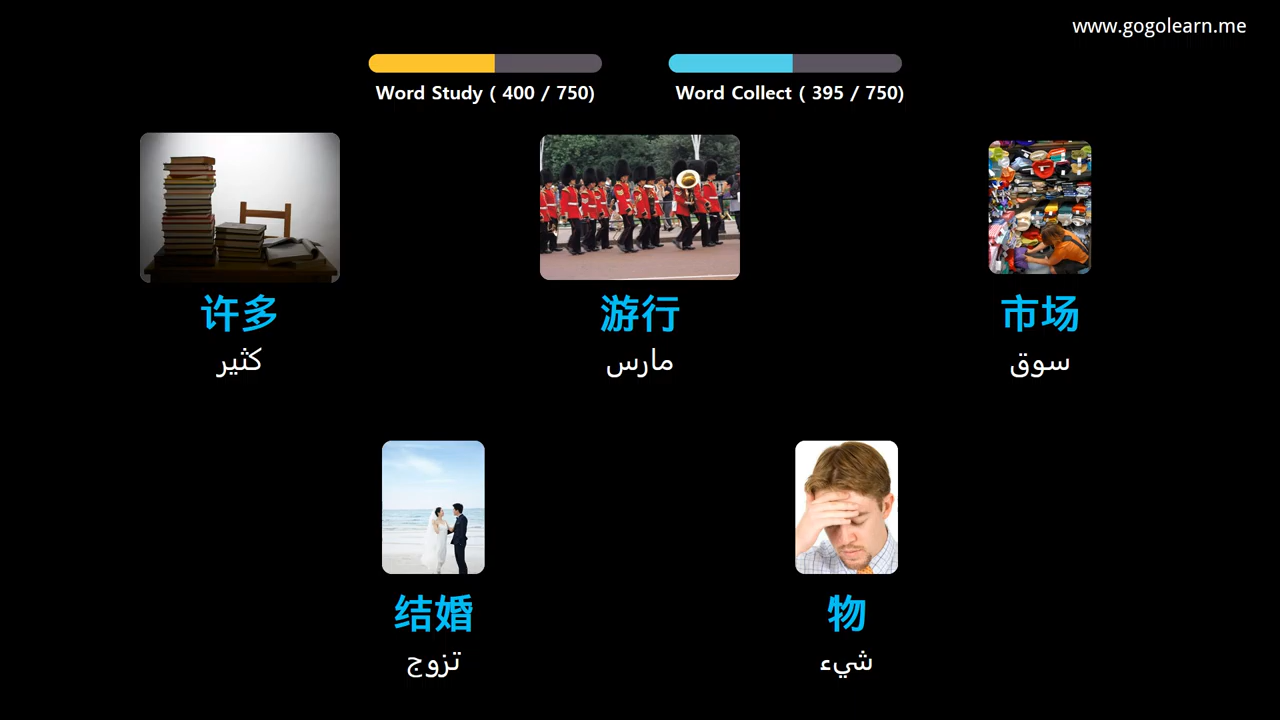 www.gogolearn.me
Word Study ( 400 / 750)
Word Collect ( 395 / 750)
许多
كثير
游行
مارس
市场
سوق
结婚
تزوج
物
شيء